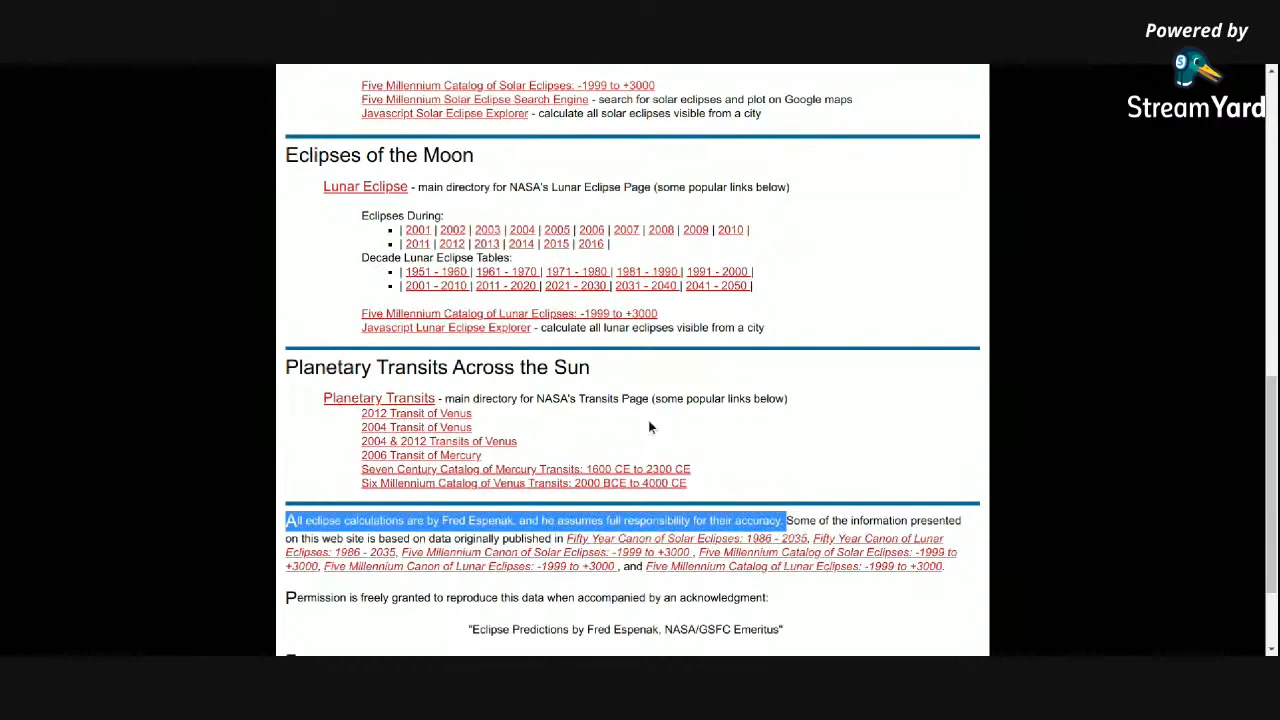 Powered by
StreamYard
Five Millennium Catalog of Solar Eclipses: -1999 to +3000
Five Millennium Solar Eclipse Search Engine - search for solar eclipses and plot on Google maps
Javascript Solar Eclipse Explorer - calculate all solar eclipses visible from a city
Eclipses of the Moon
Lunar Eclipse - main directory for NASA's Lunar Eclipse Page (some popular links below)
Eclipses During:
| 2001 | 2002 | 2003 | 2004 | 2005 | 2006 | 2007 | 2008 | 2009 | 2010 |
| 2011 | 2012 | 2013 | 2014 | 2015 | 2016 |
Decade Lunar Eclipse Tables:
| 1951 - 1960 | 1961 - 1970 | 1971 - 1980 | 1981 - 1990 | 1991 - 2000 |
| 2001 - 2010 | 2011 - 2020 | 2021 - 2030 | 2031 - 2040 | 2041 - 2050 |
Five Millennium Catalog of Lunar Eclipses: -1999 to +3000
Javascript Lunar Eclipse Explorer - calculate all lunar eclipses visible from a city
Planetary Transits Across the Sun
Planetary Transits - main directory for NASA's Transits Page (some popular links below)
2012 Transit of Venus
2004 Transit of Venus
2004 & 2012 Transits of Venus
2006 Transit of Mercury
Seven Century Catalog of Mercury Transits: 1600 CE to 2300 CE
Six Millennium Catalog of Venus Transits: 2000 BCE to 4000 CE
All eclipse calculations are by Fred Espenak, and he assumes full responsibility for their accuracy. Some of the information presented
on this web site is based on data originally published in Fifty Year Canon of Solar Eclipses: 1986 - 2035, Fifty Year Canon of Lunar
Eclipses: 1986 - 2035, Five Millennium Canon of Solar Eclipses: -1999 to +3000 , Five Millennium Catalog of Solar Eclipses: -1999 to
+3000, Five Millennium Canon of Lunar Eclipses: -1999 to +3000 , and Five Millennium Catalog of Lunar Eclipses: -1999 to +3000.
Permission is freely granted to reproduce this data when accompanied by an acknowledgment:
"Eclipse Predictions by Fred Espenak, NASA/GSFC Emeritus"